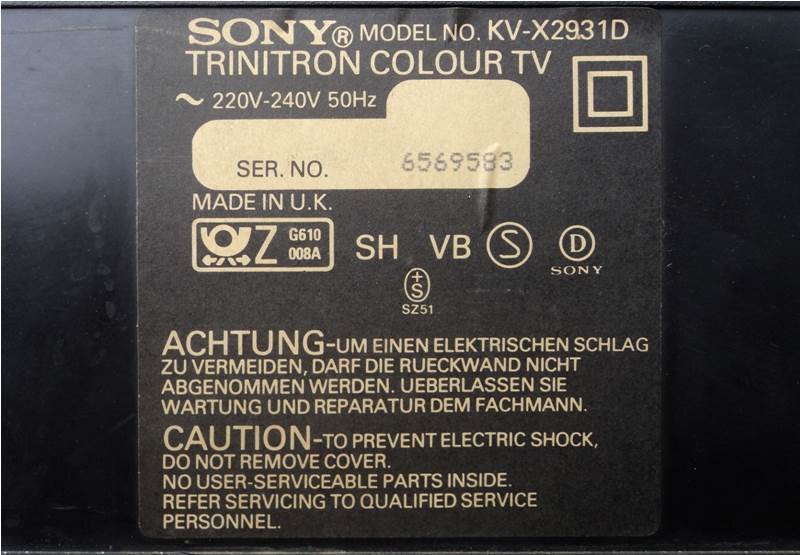 SONY® MODEL NO. KV-X2931D
TRINITRON COLOUR TV
~ 220V-240V 50Hz
SER. NO. 6569583
MADE IN U.K.
Z G610 008A SH VB S D
SONY
+S
SZ51
ACHTUNG-UM EINEN ELEKTRISCHEN SCHLAG
ZU VERMEIDEN, DARF DIE RUECKWAND NICHT
ABGENOMMEN WERDEN. UEBERLASSEN SIE
WARTUNG UND REPARATUR DEM FACHMANN.
CAUTION-TO PREVENT ELECTRIC SHOCK,
DO NOT REMOVE COVER.
NO USER-SERVICEABLE PARTS INSIDE.
REFER SERVICING TO QUALIFIED SERVICE
PERSONNEL.